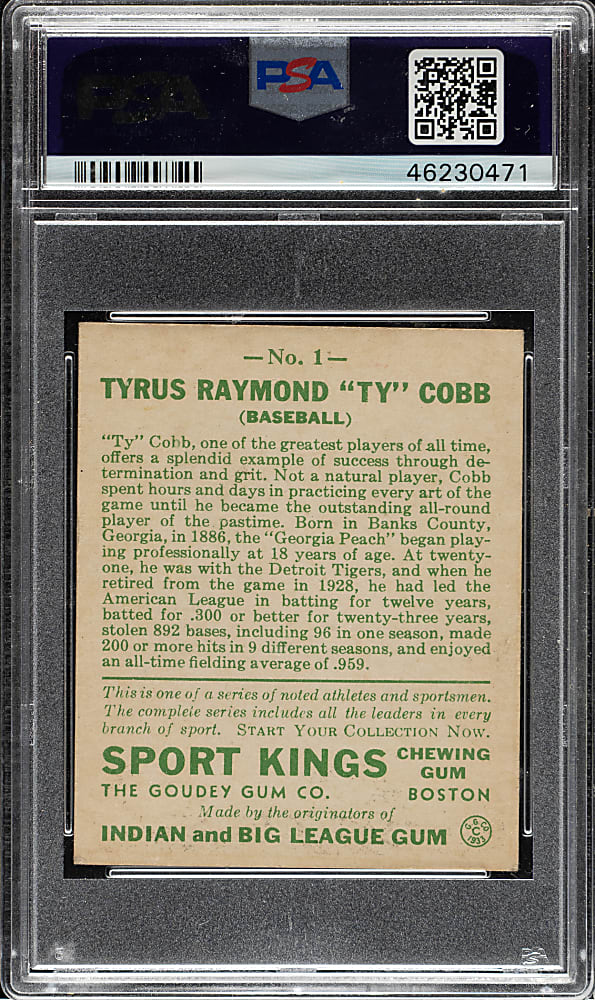 PSA
PSA
46230471
—No. 1—
TYRUS RAYMOND “TY” COBB
(BASEBALL)
“Ty” Cobb, one of the greatest players of all time,
offers a splendid example of success through de-
termination and grit. Not a natural player, Cobb
spent hours and days in practicing every art of the
game until he became the outstanding all-round
player of the pastime. Born in Banks County,
Georgia, in 1886, the “Georgia Peach” began play-
ing professionally at 18 years of age. At twenty-
one, he was with the Detroit Tigers, and when he
retired from the game in 1928, he had led the
American League in batting for twelve years,
batted for .300 or better for twenty-three years,
stolen 892 bases, including 96 in one season, made
200 or more hits in 9 different seasons, and enjoyed
an all-time fielding average of .959.
This is one of a series of noted athletes and sportsmen.
The complete series includes all the leaders in every
branch of sport. START YOUR COLLECTION NOW.
SPORT KINGS CHEWING GUM
THE GOUDEY GUM CO. BOSTON
Made by the originators of
INDIAN and BIG LEAGUE GUM
G. G. CO.
C
1933